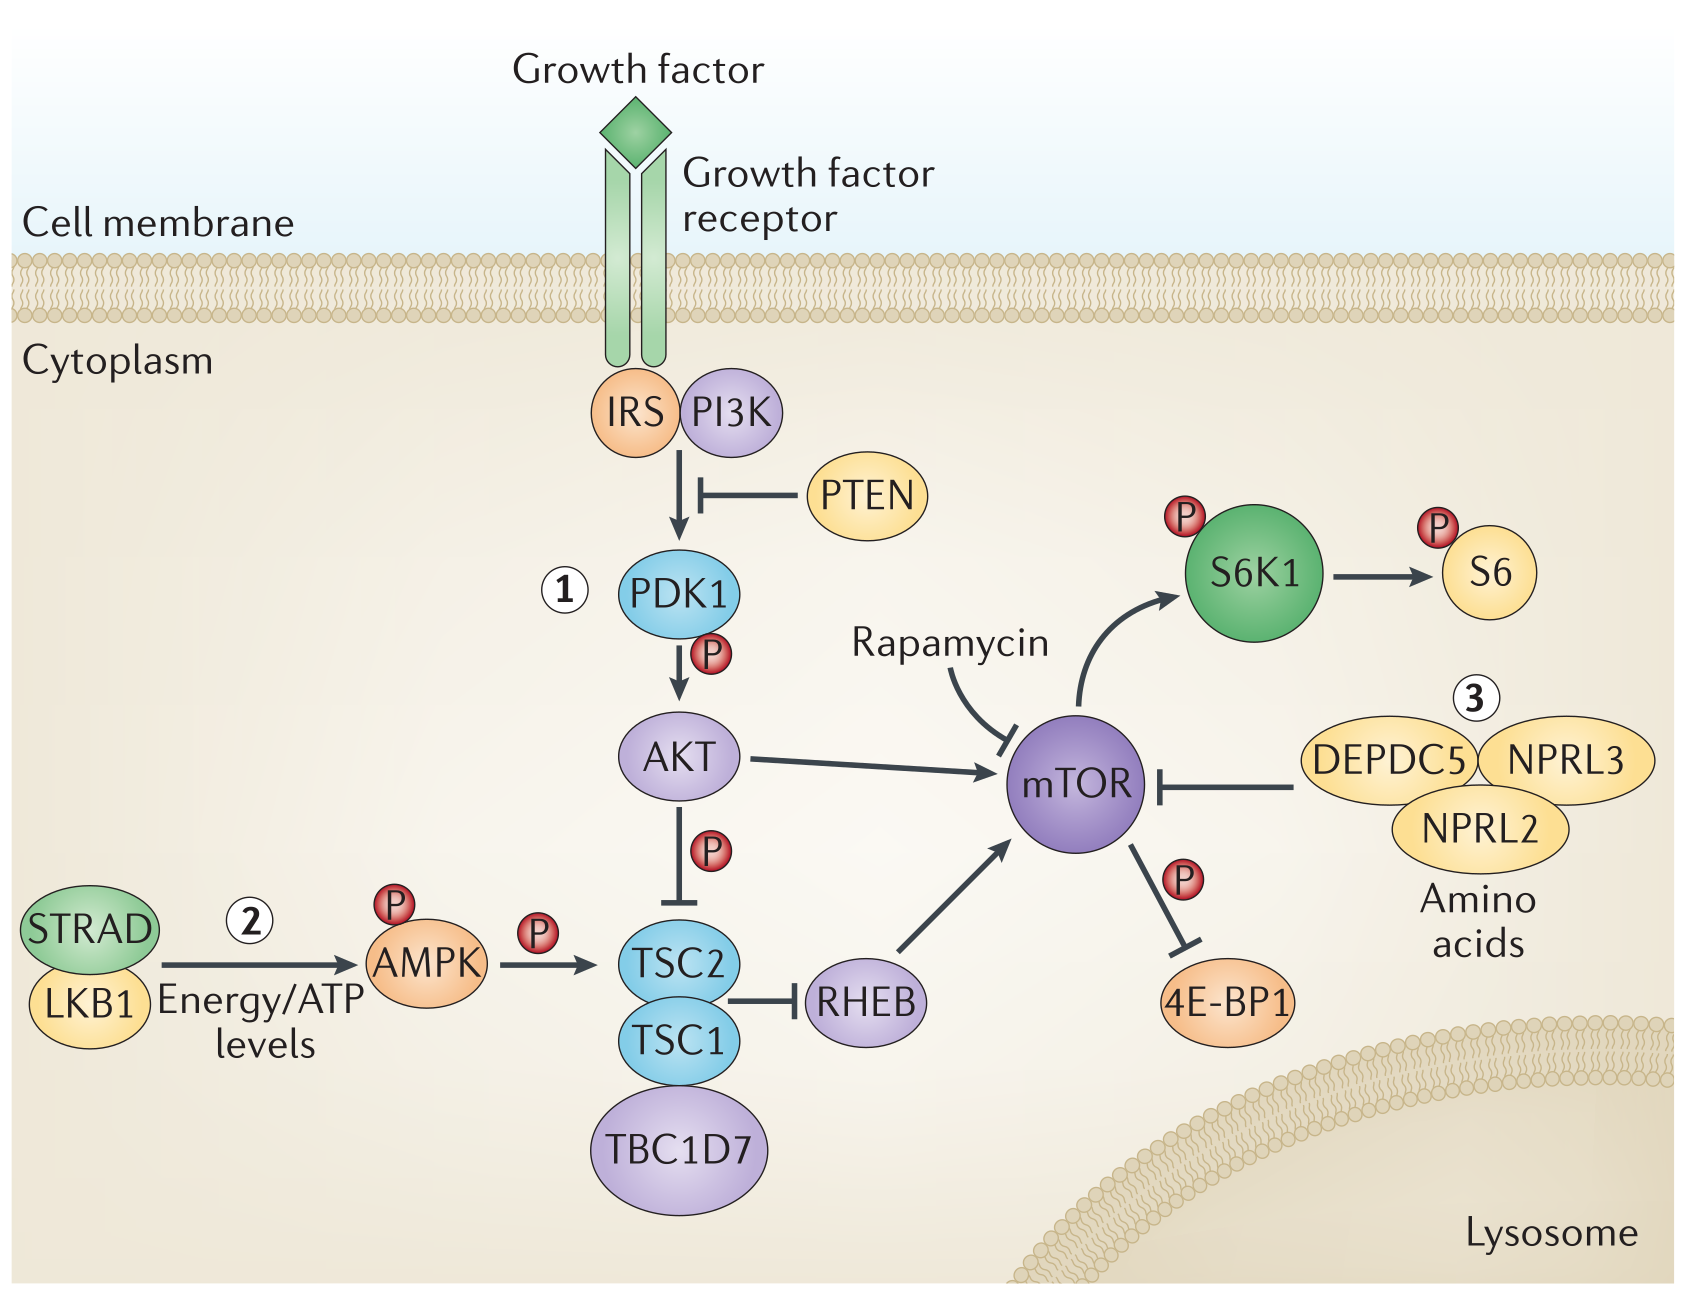 Growth factor
Growth factor
receptor
Cell membrane
Cytoplasm
IRS
PI3K
PTEN
1
PDK1
P
P
S6K1
P
S6
Rapamycin
3
AKT
mTOR
DEPDC5
NPRL3
NPRL2
P
P
Amino
acids
STRAD
LKB1
2
Energy/ATP
levels
P
AMPK
P
TSC2
TSC1
TBC1D7
RHEB
4E-BP1
Lysosome